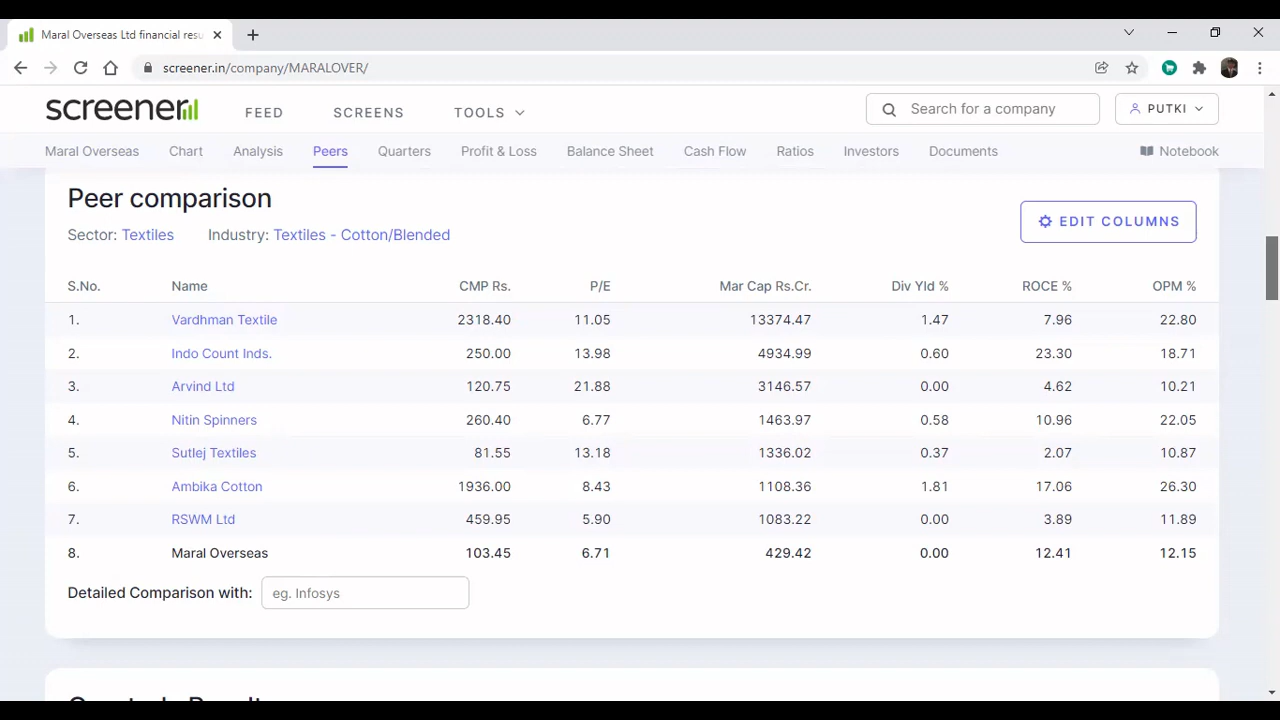 Maral Overseas Ltd financial resu
screener.in/company/MARALOVER/
screener FEED SCREENS TOOLS Search for a company PUTKI
Maral Overseas Chart Analysis Peers Quarters Profit & Loss Balance Sheet Cash Flow Ratios Investors Documents Notebook
Peer comparison
EDIT COLUMNS
Sector: Textiles Industry: Textiles - Cotton/Blended
S.No. Name CMP Rs. P/E Mar Cap Rs.Cr. Div Yld % ROCE % OPM %
1. Vardhman Textile 2318.40 11.05 13374.47 1.47 7.96 22.80
2. Indo Count Inds. 250.00 13.98 4934.99 0.60 23.30 18.71
3. Arvind Ltd 120.75 21.88 3146.57 0.00 4.62 10.21
4. Nitin Spinners 260.40 6.77 1463.97 0.58 10.96 22.05
5. Sutlej Textiles 81.55 13.18 1336.02 0.37 2.07 10.87
6. Ambika Cotton 1936.00 8.43 1108.36 1.81 17.06 26.30
7. RSWM Ltd 459.95 5.90 1083.22 0.00 3.89 11.89
8. Maral Overseas 103.45 6.71 429.42 0.00 12.41 12.15
Detailed Comparison with: eg. Infosys